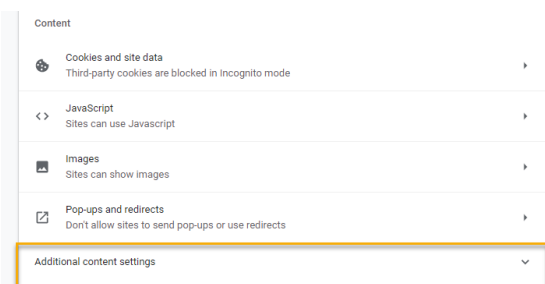 Content
Cookies and site data
Third-party cookies are blocked in Incognito mode
JavaScript
Sites can use Javascript
Images
Sites can show images
Pop-ups and redirects
Don't allow sites to send pop-ups or use redirects
Additional content settings